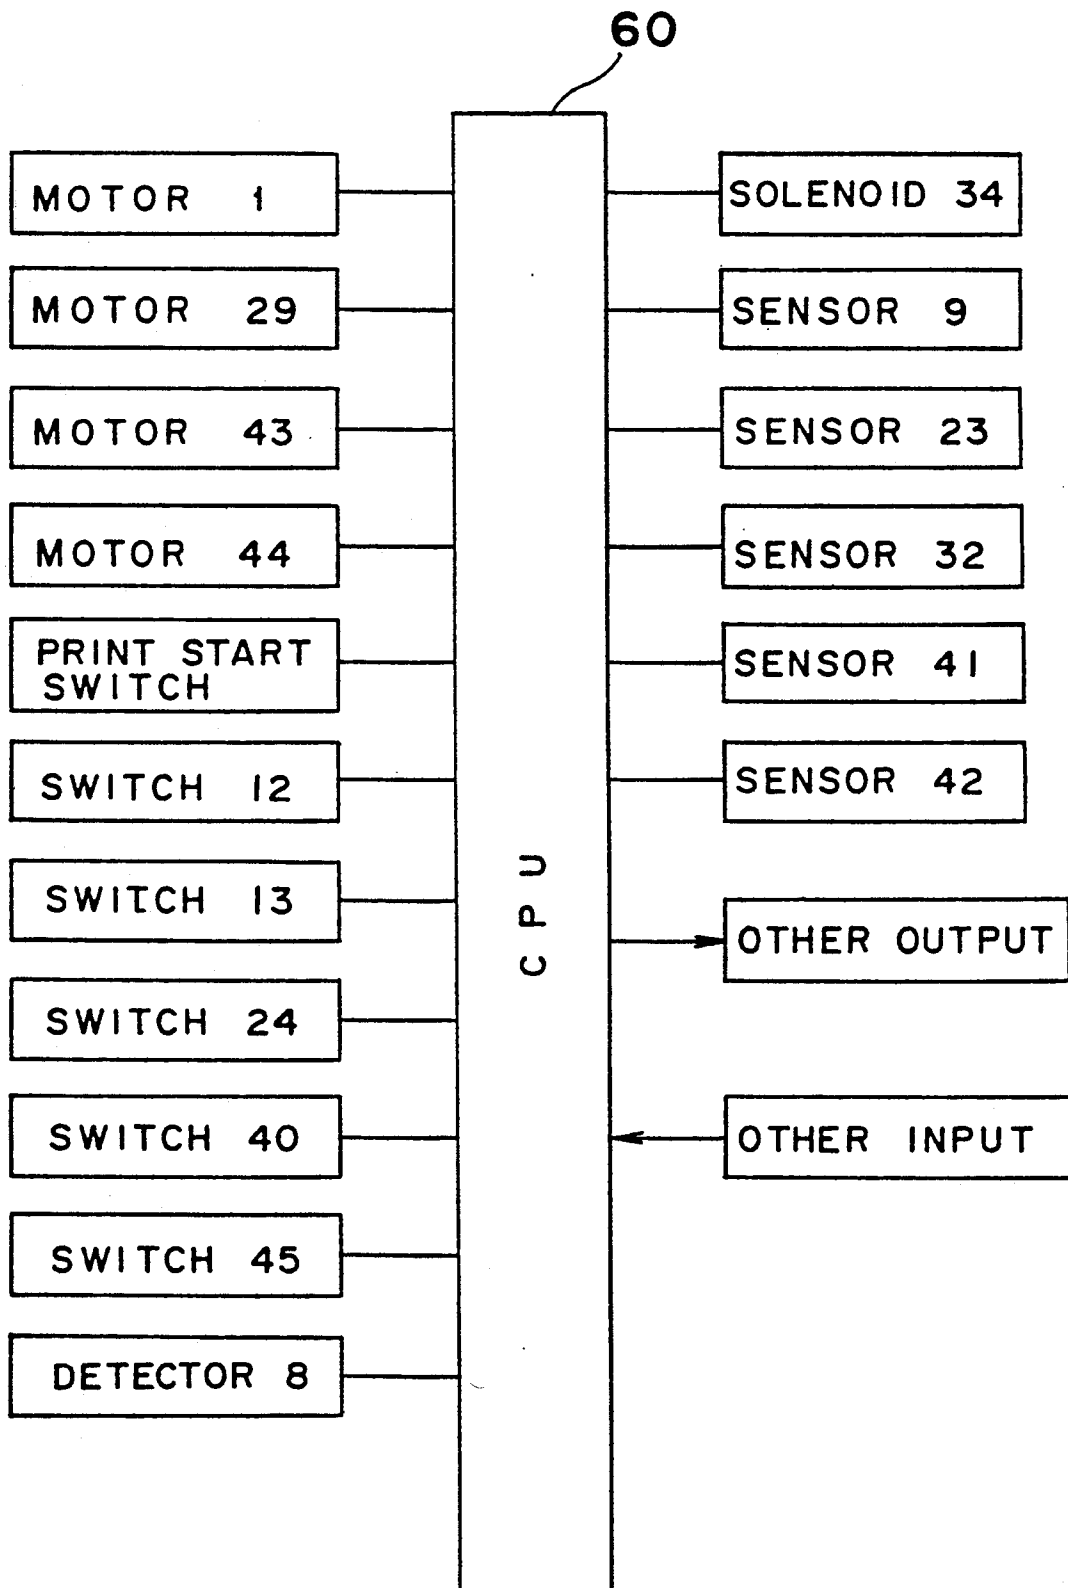 60
MOTOR 1
MOTOR 29
MOTOR 43
MOTOR 44
PRINT START
SWITCH
SWITCH 12
SWITCH 13
SWITCH 24
SWITCH 40
SWITCH 45
DETECTOR 8
CPU
SOLENOID 34
SENSOR 9
SENSOR 23
SENSOR 32
SENSOR 41
SENSOR 42
OTHER OUTPUT
OTHER INPUT